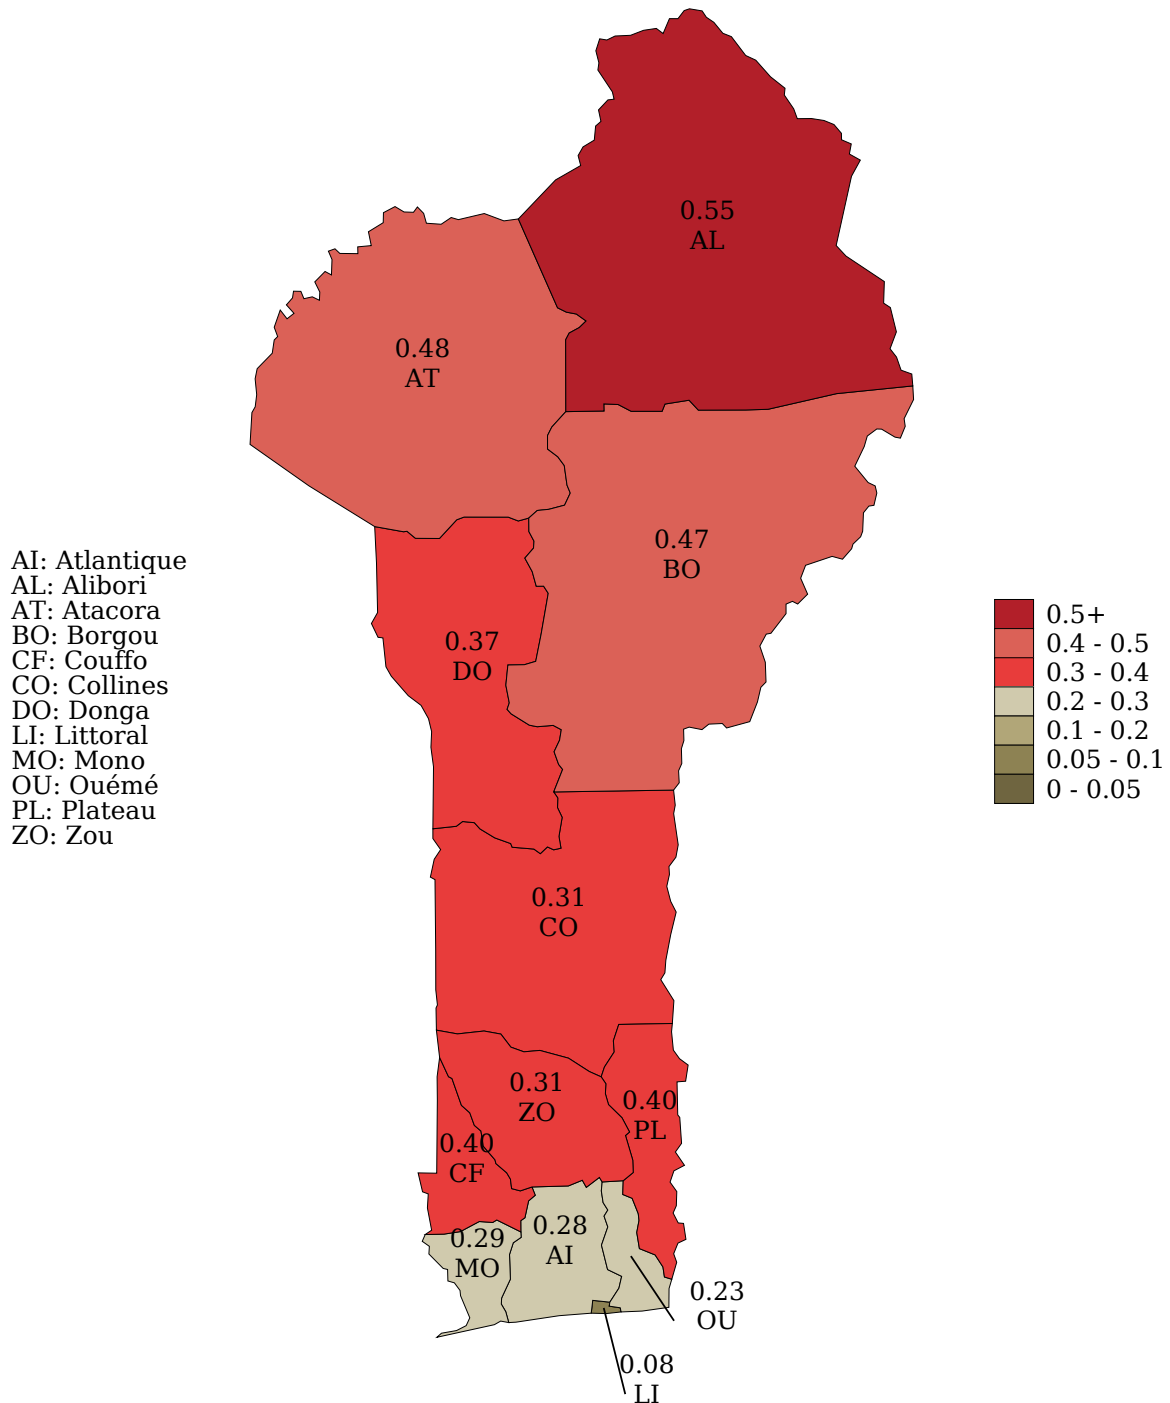 0.55
AL
0.48
AT
0.47
BO
AI: Atlantique
AL: Alibori
AT: Atacora
BO: Borgou
CF: Couffo
CO: Collines
DO: Donga
LI: Littoral
MO: Mono
OU: Ouémé
PL: Plateau
ZO: Zou
0.37
DO
0.5+
0.4 - 0.5
0.3 - 0.4
0.2 - 0.3
0.1 - 0.2
0.05 - 0.1
0 - 0.05
0.31
CO
0.31
ZO
0.40
PL
0.40
CF
0.28
AI
0.29
MO
0.23
OU
0.08
LI